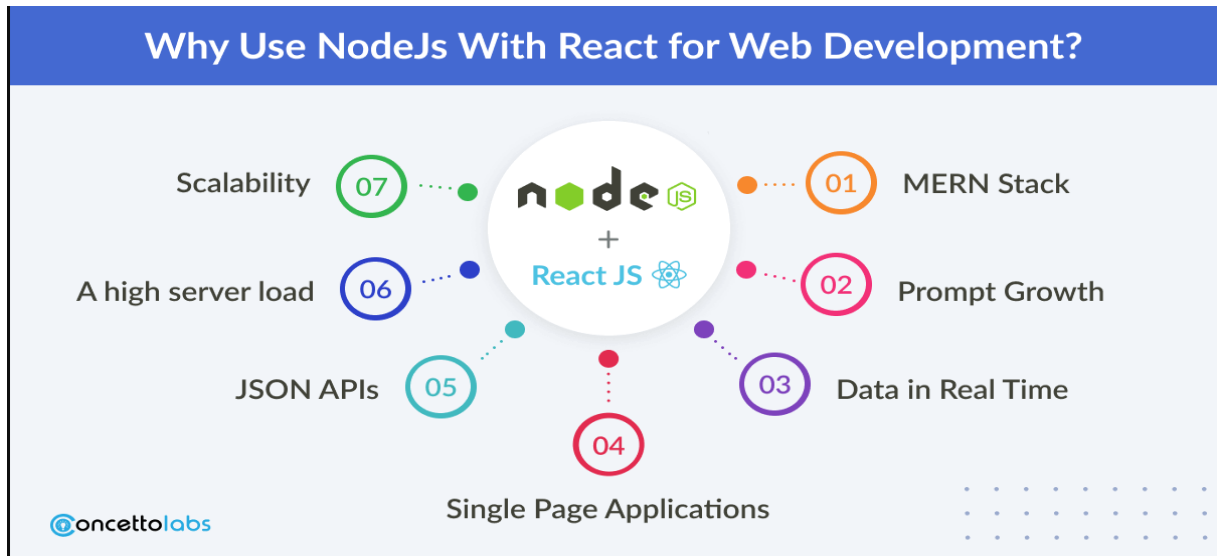 Why Use NodeJs With React for Web Development?
node JS
+
React JS
01 MERN Stack
02 Prompt Growth
03 Data in Real Time
04
Single Page Applications
JSON APIs 05
A high server load 06
Scalability 07
concettolabs